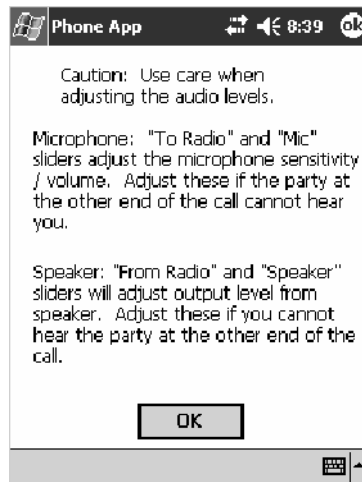 Phone App 8:39 ok
Caution: Use care when
adjusting the audio levels.
Microphone: "To Radio" and "Mic"
sliders adjust the microphone sensitivity
/ volume. Adjust these if the party at
the other end of the call cannot hear
you.
Speaker: "From Radio" and "Speaker"
sliders will adjust output level from
speaker. Adjust these if you cannot
hear the party at the other end of the
call.
OK